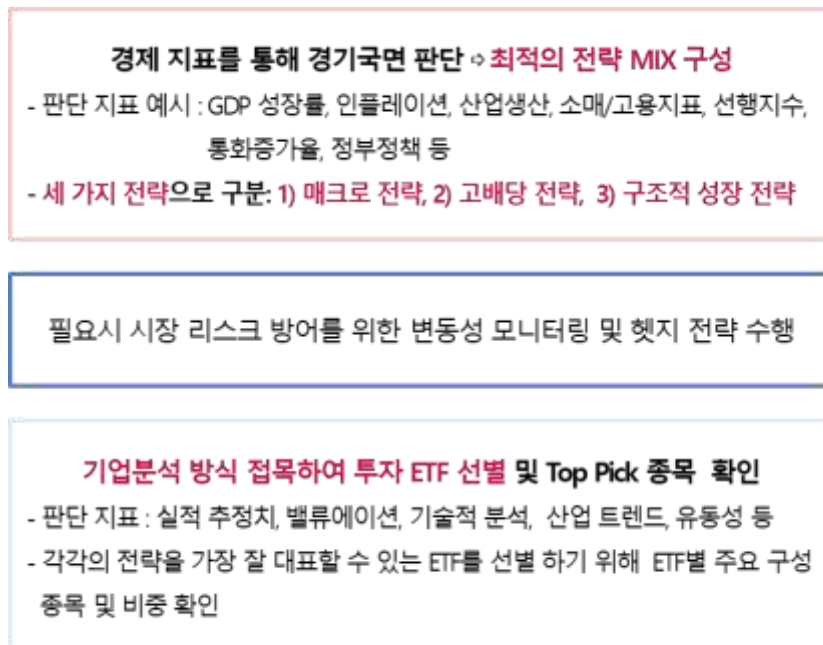 경제 지표를 통해 경기국면 판단 ⇨ 최적의 전략 MIX 구성
- 판단 지표 예시 : GDP 성장률, 인플레이션, 산업생산, 소매/고용지표, 선행지수,
통화증가율, 정부정책 등
- 세 가지 전략으로 구분: 1) 매크로 전략, 2) 고배당 전략, 3) 구조적 성장 전략
필요시 시장 리스크 방어를 위한 변동성 모니터링 및 헷지 전략 수행
기업분석 방식 접목하여 투자 ETF 선별 및 Top Pick 종목 확인
- 판단 지표 : 실적 추정치, 밸류에이션, 기술적 분석, 산업 트렌드, 유동성 등
- 각각의 전략을 가장 잘 대표할 수 있는 ETF를 선별 하기 위해 ETF별 주요 구성
종목 및 비중 확인